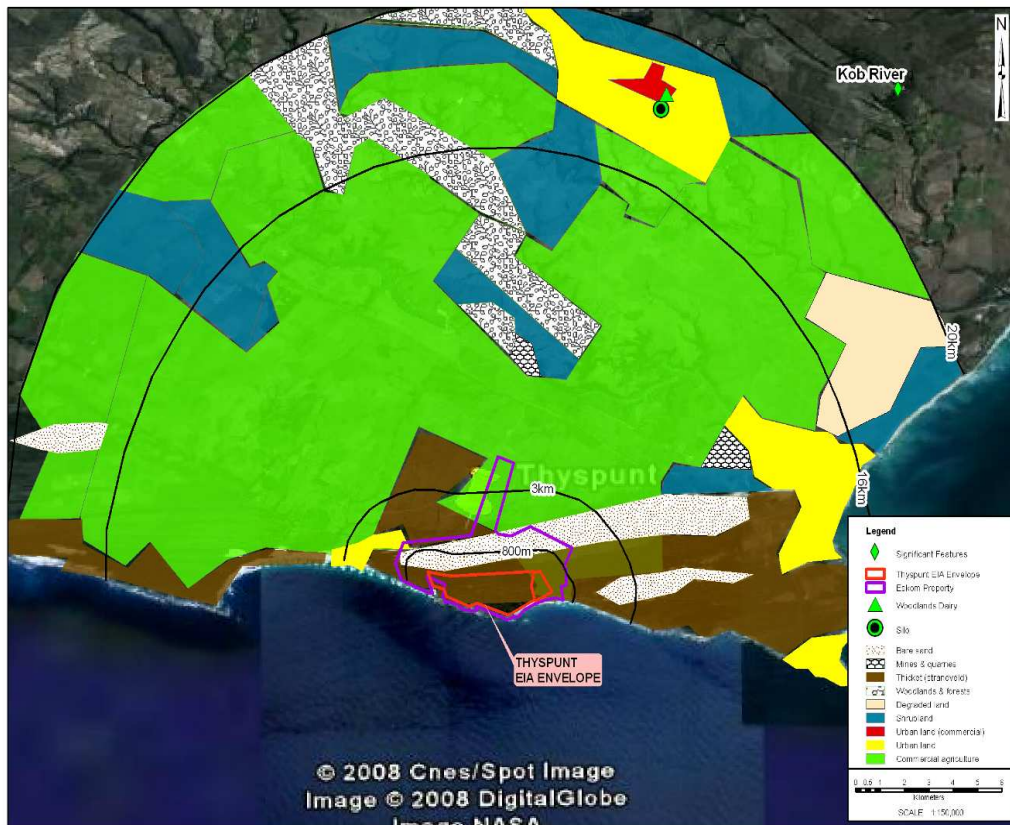 N
Kob River
20km
16km
Thyspunt
3km
800m
THYSPUNT
EIA ENVELOPE
Legend
Significant Features
Thyspunt EIA Envelope
Eskom Property
Woodlands Dairy
Silo
Bare sand
Mines & quarries
Thicket (strandveld)
Woodlands & forests
Degraded land
Shrubland
Urban land (commercial)
Urban land
Commercial agriculture
0 0.5 1 2 3 4 5 6
Kilometers
SCALE 1:150,000
© 2008 Cnes/Spot Image
Image © 2008 DigitalGlobe
Image NASA